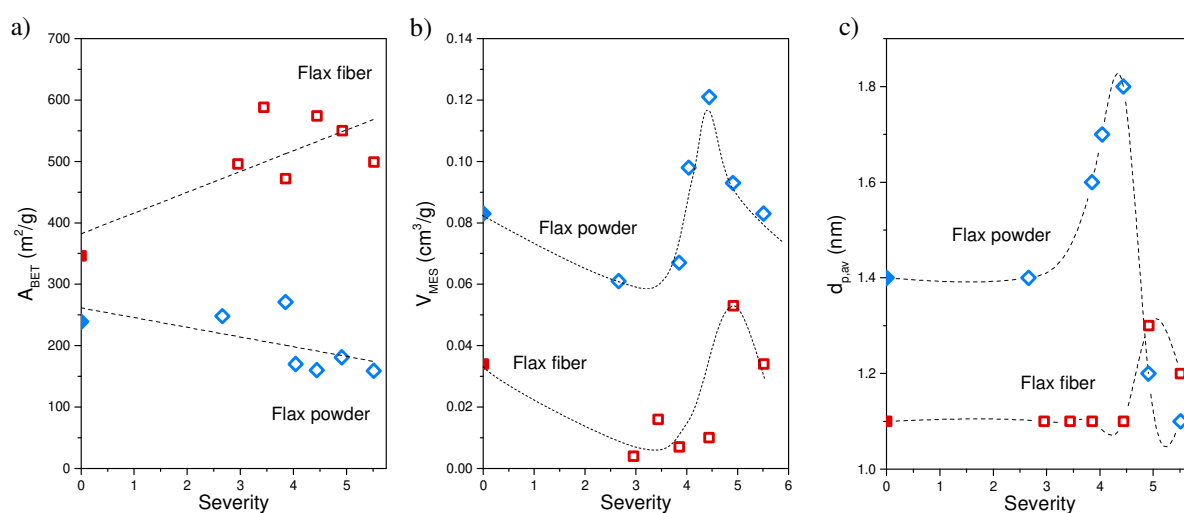 a)
700
600
500
400
300
200
100
0
A_BET (m²/g)
Flax fiber
Flax powder
0 1 2 3 4 5
Severity
b)
0.14
0.12
0.10
0.08
0.06
0.04
0.02
0.00
V_MES (cm³/g)
Flax powder
Flax fiber
0 1 2 3 4 5 6
Severity
c)
1.8
1.6
1.4
1.2
1.0
d_p,av (nm)
Flax powder
Flax fiber
0 1 2 3 4 5
Severity